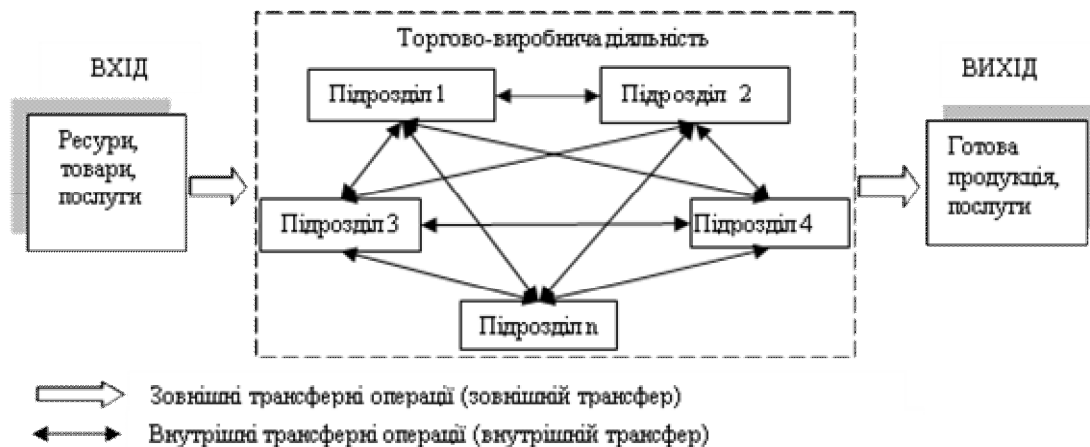 Торгово-виробнича діяльність
ВХІД
ВИХІД
Підрозділ 1
Підрозділ 2
Ресури,
товари,
послуги
Готова
продукція,
послуги
Підрозділ 3
Підрозділ 4
Підрозділ n
Зовнішні трансферні операції (зовнішній трансфер)
Внутрішні трансферні операції (внутрішній трансфер)